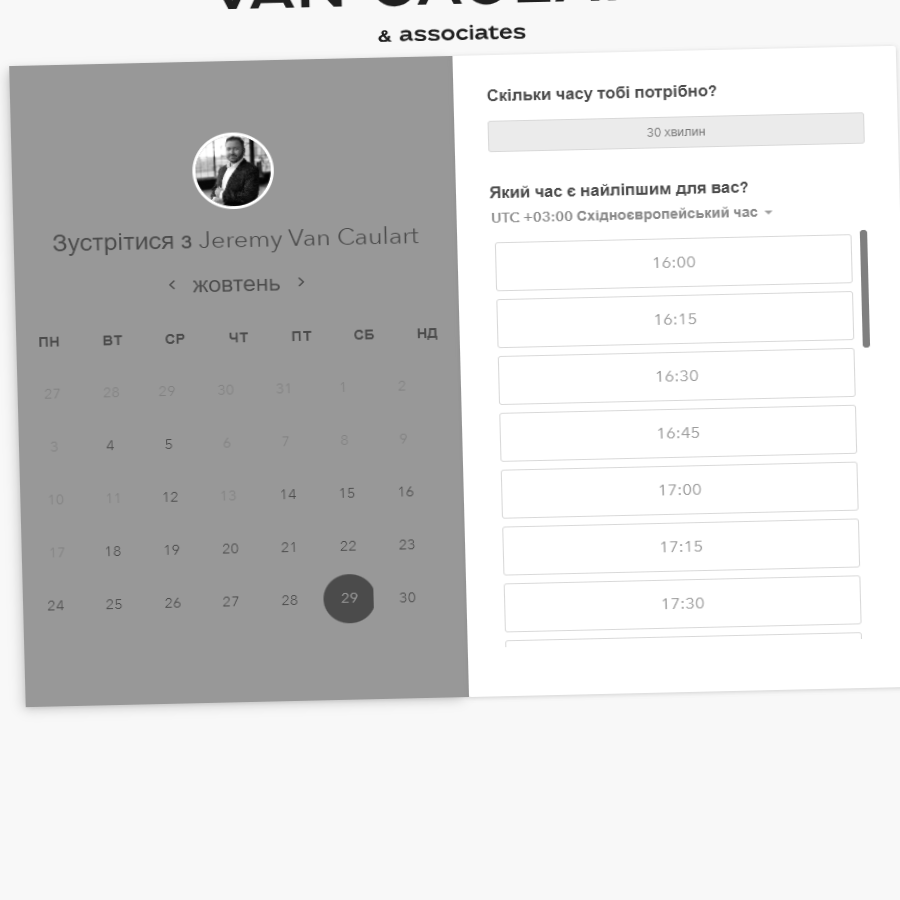 & associates
Зустрітися з Jeremy Van Caulart
жовтень
ПН ВТ СР ЧТ ПТ СБ НД
27 28 29 30 31 1 2
3 4 5 6 7 8 9
10 11 12 13 14 15 16
17 18 19 20 21 22 23
24 25 26 27 28 29 30
Скільки часу тобі потрібно?
30 хвилин
Який час є найліпшим для вас?
UTC +03:00 Східноєвропейський час
16:00
16:15
16:30
16:45
17:00
17:15
17:30